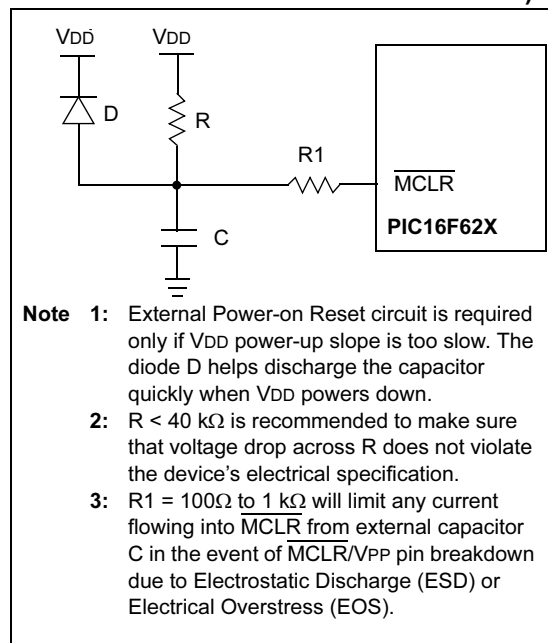 VDD VDD
D
R
R1
MCLR
PIC16F62X
C
Note 1: External Power-on Reset circuit is required
only if VDD power-up slope is too slow. The
diode D helps discharge the capacitor
quickly when VDD powers down.
2: R < 40 kΩ is recommended to make sure
that voltage drop across R does not violate
the device's electrical specification.
3: R1 = 100Ω to 1 kΩ will limit any current
flowing into MCLR from external capacitor
C in the event of MCLR/VPP pin breakdown
due to Electrostatic Discharge (ESD) or
Electrical Overstress (EOS).